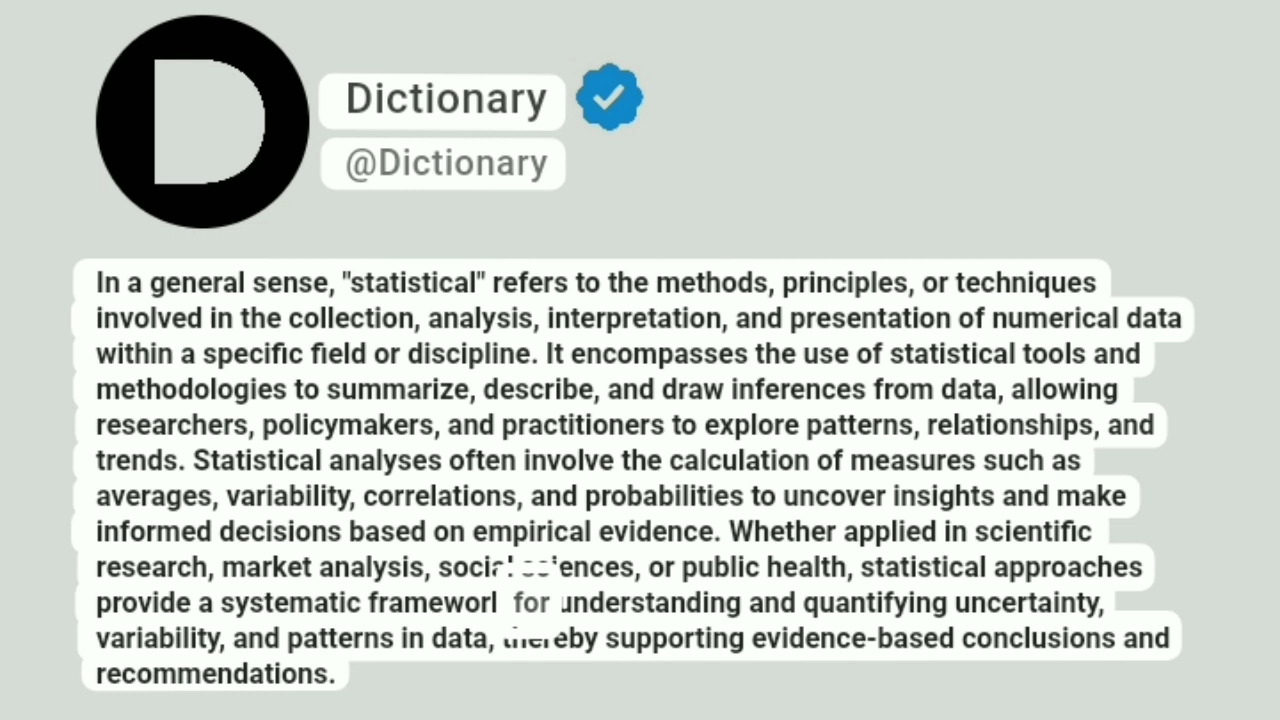 D
Dictionary
@Dictionary
In a general sense, "statistical" refers to the methods, principles, or techniques
involved in the collection, analysis, interpretation, and presentation of numerical data
within a specific field or discipline. It encompasses the use of statistical tools and
methodologies to summarize, describe, and draw inferences from data, allowing
researchers, policymakers, and practitioners to explore patterns, relationships, and
trends. Statistical analyses often involve the calculation of measures such as
averages, variability, correlations, and probabilities to uncover insights and make
informed decisions based on empirical evidence. Whether applied in scientific
research, market analysis, social sciences, or public health, statistical approaches
provide a systematic framework for understanding and quantifying uncertainty,
variability, and patterns in data, thereby supporting evidence-based conclusions and
recommendations.